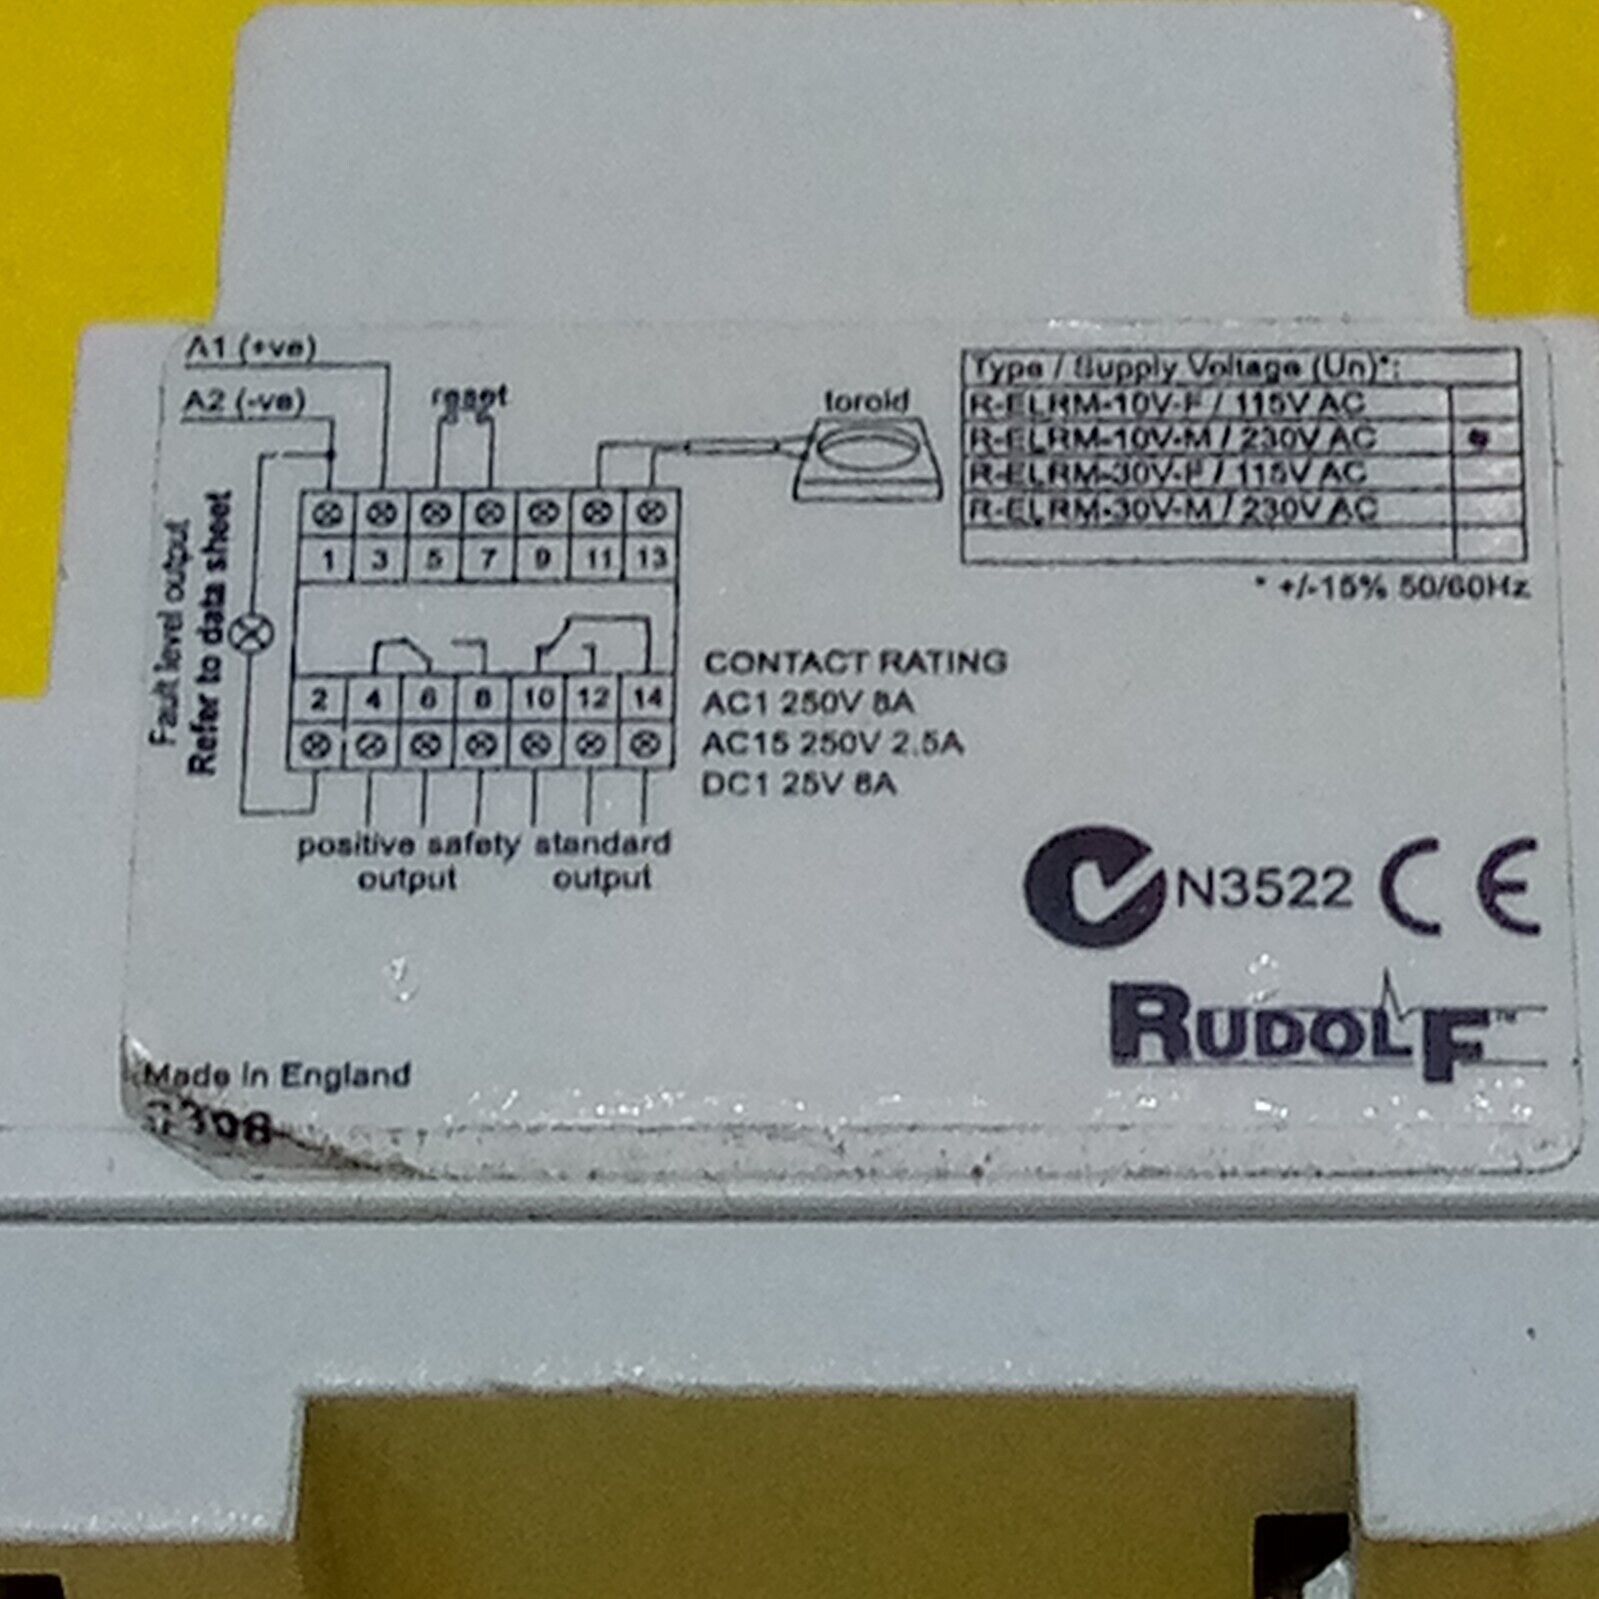 A1 (+ve)
A2 (-ve)
reset
toroid
Type / Supply Voltage (Un)*:
R-ELRM-10V-F / 115V AC
R-ELRM-10V-M / 230V AC
R-ELRM-30V-F / 115V AC
R-ELRM-30V-M / 230V AC
* +/-15% 50/60Hz
Fault level output
Refer to data sheet
1 3 5 7 9 11 13
2 4 6 8 10 12 14
CONTACT RATING
AC1 250V 8A
AC15 250V 2.5A
DC1 25V 8A
positive safety output
standard output
N3522 CE
RUDOLF™
Made in England